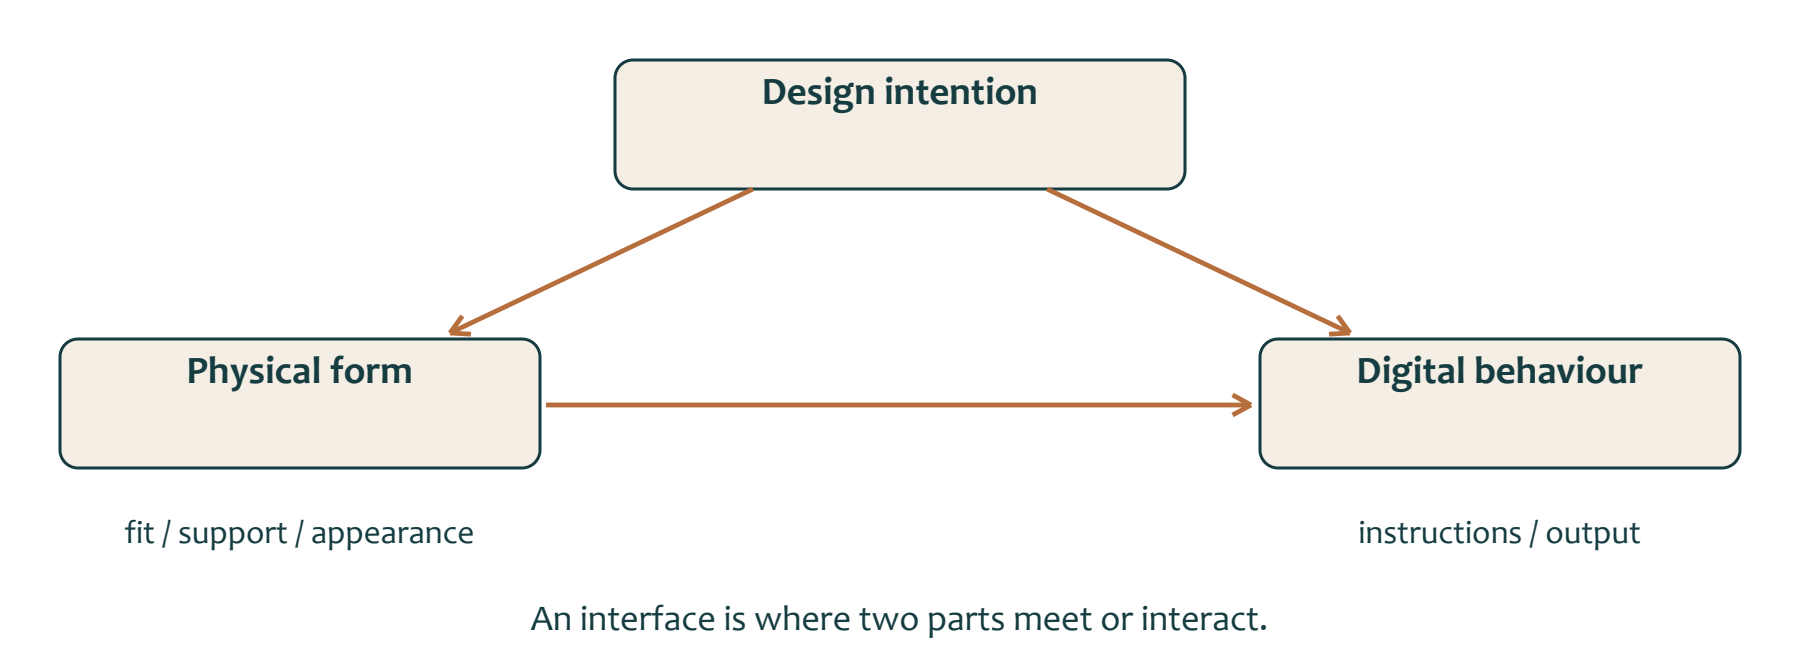 Design intention
Physical form
Digital behaviour
fit / support / appearance
instructions / output
An interface is where two parts meet or interact.